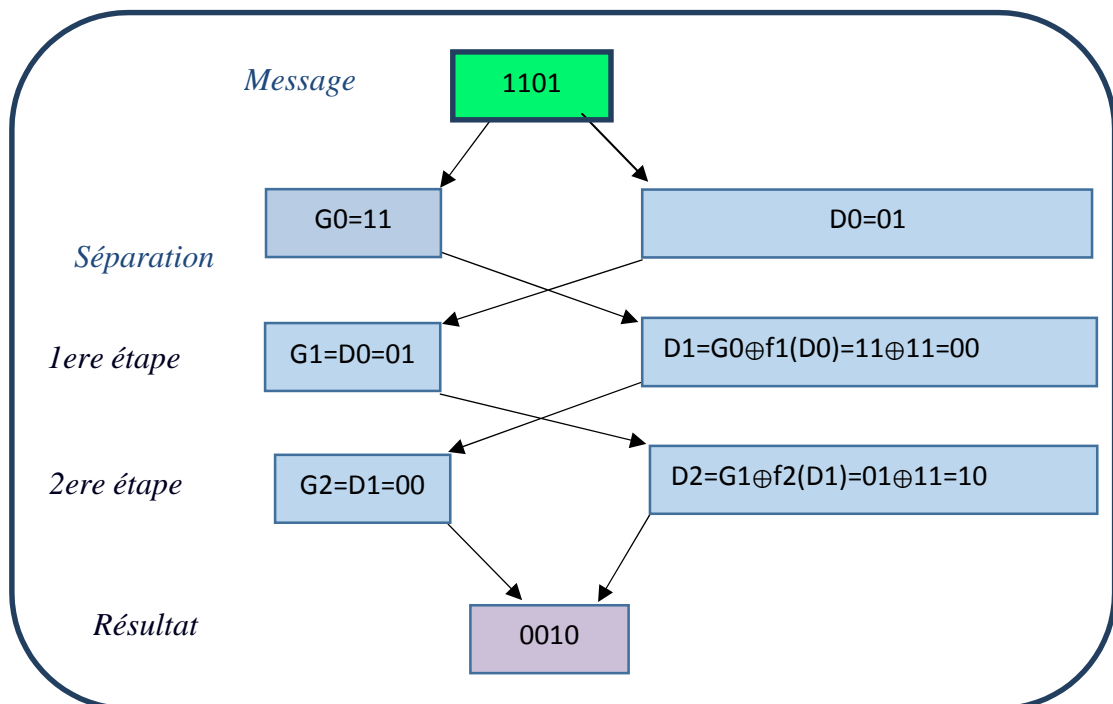 Message
1101
G0=11
D0=01
Séparation
1ere étape
G1=D0=01
D1=G0⊕f1(D0)=11⊕11=00
2ere étape
G2=D1=00
D2=G1⊕f2(D1)=01⊕11=10
Résultat
0010